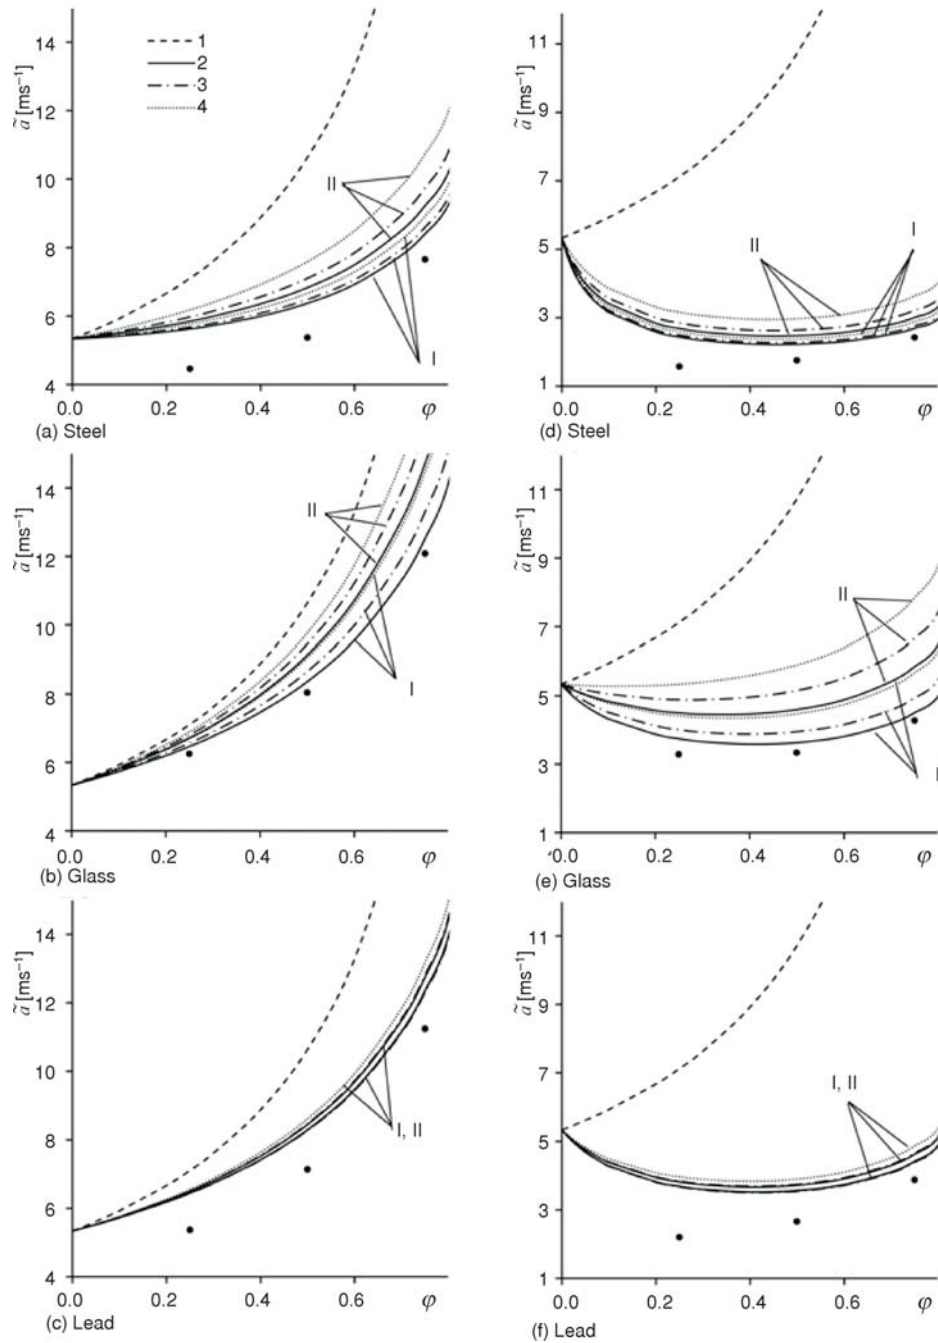 14
12
10
8
6
4
ã [ms⁻¹]
1
2
3
4
II
I
0.0 0.2 0.4 0.6 φ
(a) Steel
11
9
7
5
3
1
ã [ms⁻¹]
I
II
0.0 0.2 0.4 0.6 φ
(d) Steel
14
12
10
8
6
4
ã [ms⁻¹]
II
I
0.0 0.2 0.4 0.6 φ
(b) Glass
11
9
7
5
3
1
ã [ms⁻¹]
II
I
0.0 0.2 0.4 0.6 φ
(e) Glass
14
12
10
8
6
4
ã [ms⁻¹]
I, II
0.0 0.2 0.4 0.6 φ
(c) Lead
11
9
7
5
3
1
ã [ms⁻¹]
I, II
0.0 0.2 0.4 0.6 φ
(f) Lead